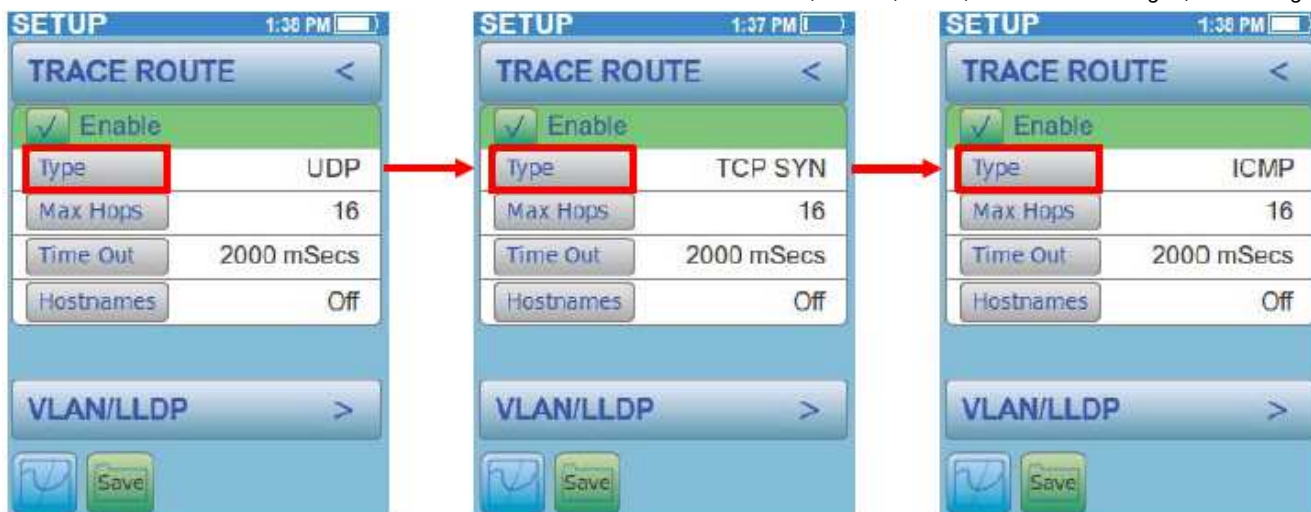 SETUP 1:38 PM
TRACE ROUTE <
Enable
Type UDP
Max Hops 16
Time Out 2000 mSecs
Hostnames Off
VLAN/LLDP >
Save
SETUP 1:37 PM
TRACE ROUTE <
Enable
Type TCP SYN
Max Hops 16
Time Out 2000 mSecs
Hostnames Off
VLAN/LLDP >
Save
SETUP 1:38 PM
TRACE ROUTE <
Enable
Type ICMP
Max Hops 16
Time Out 2000 mSecs
Hostnames Off
VLAN/LLDP >
Save